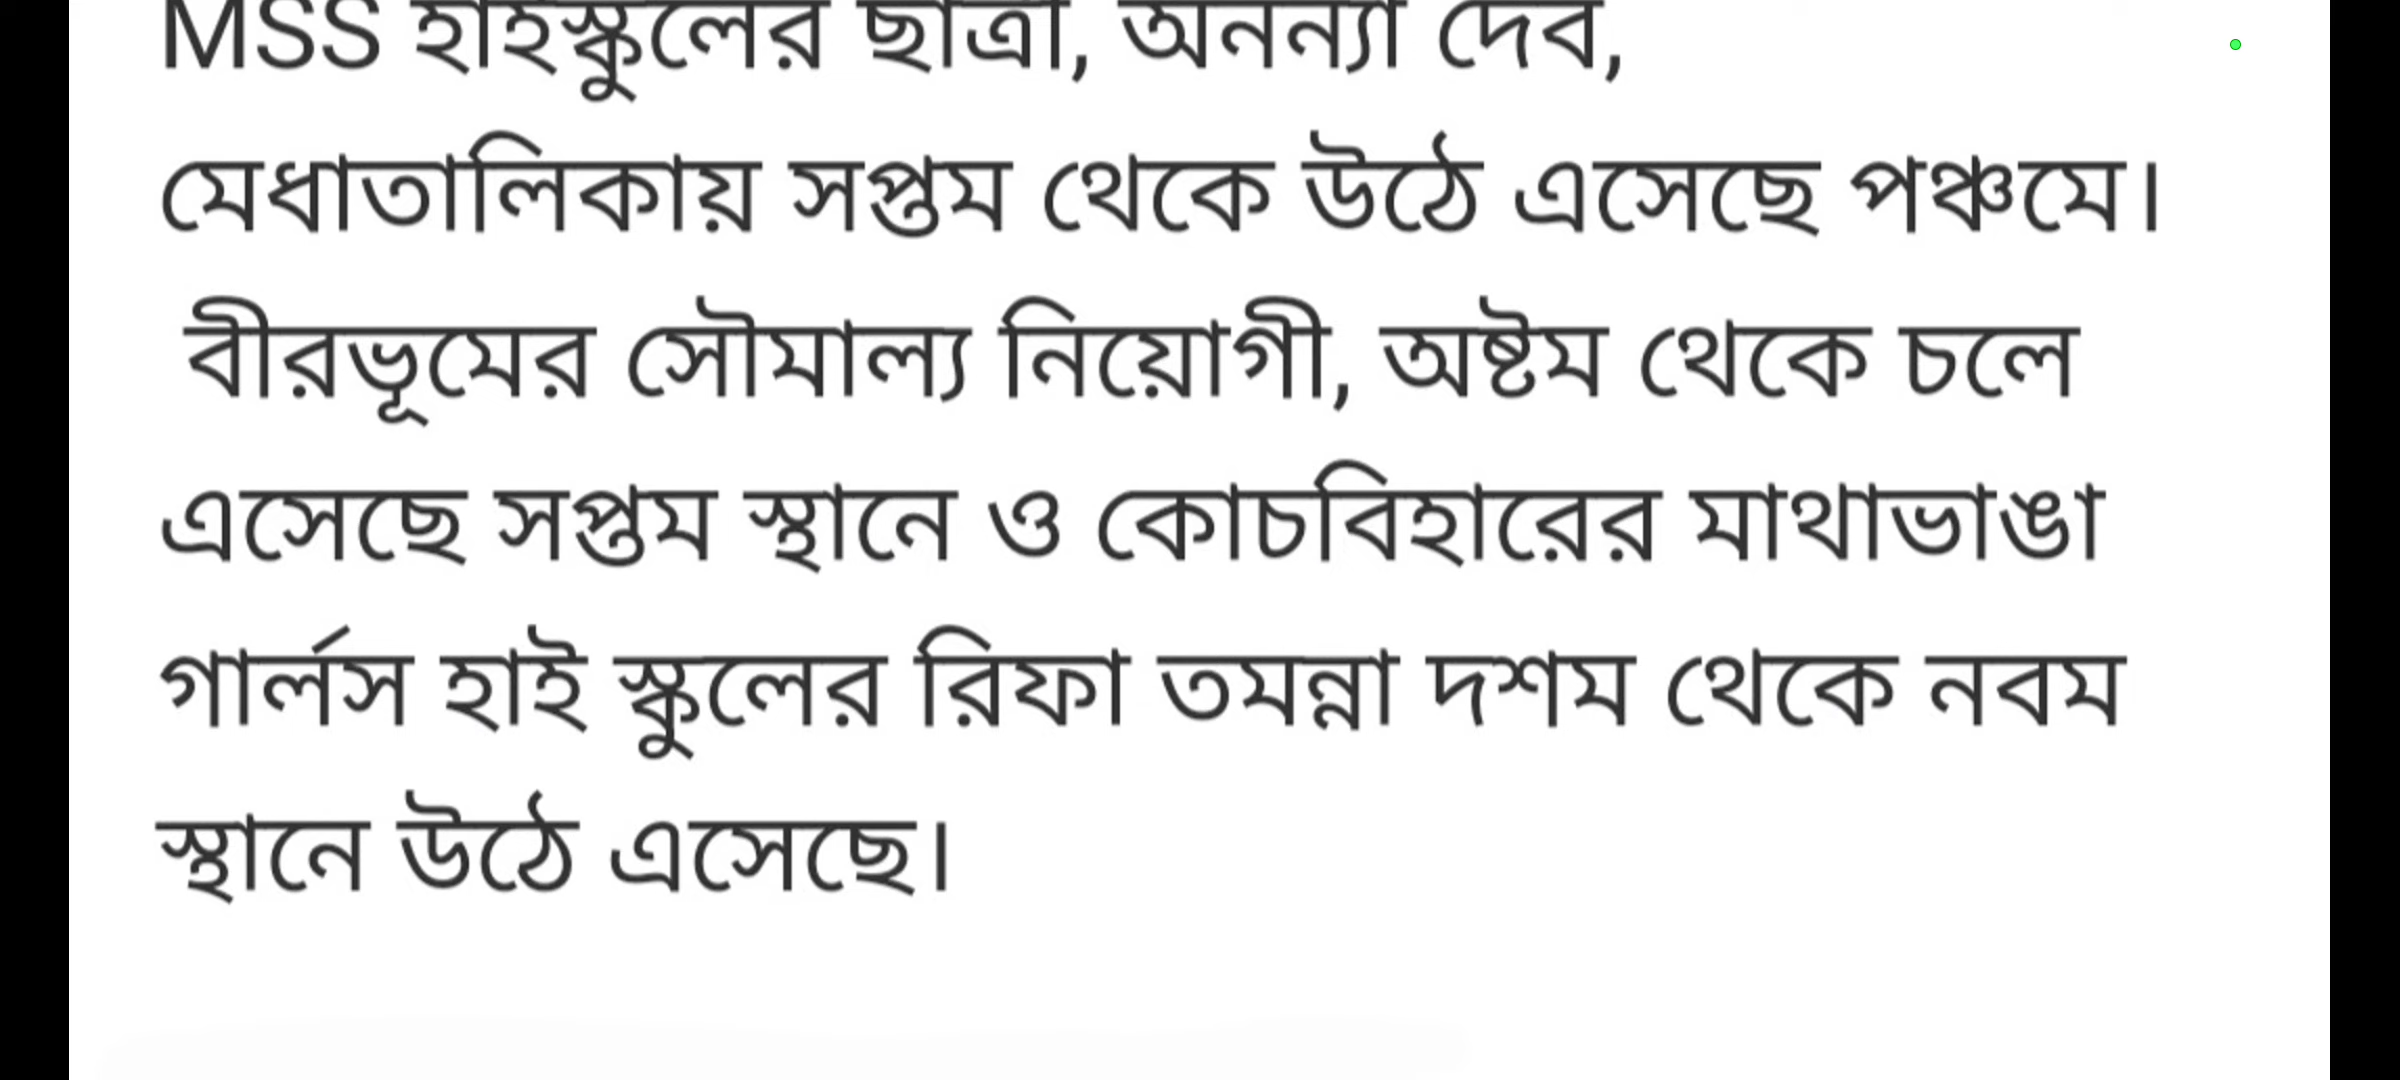 MSS হাইস্কুলের ছাত্রী, অনন্যা দেব,
মেধাতালিকায় সপ্তম থেকে উঠে এসেছে পঞ্চমে।
বীরভূমের সৌমাল্য নিয়োগী, অষ্টম থেকে চলে
এসেছে সপ্তম স্থানে ও কোচবিহারের মাথাভাঙা
গার্লস হাই স্কুলের রিফা তমন্না দশম থেকে নবম
স্থানে উঠে এসেছে।